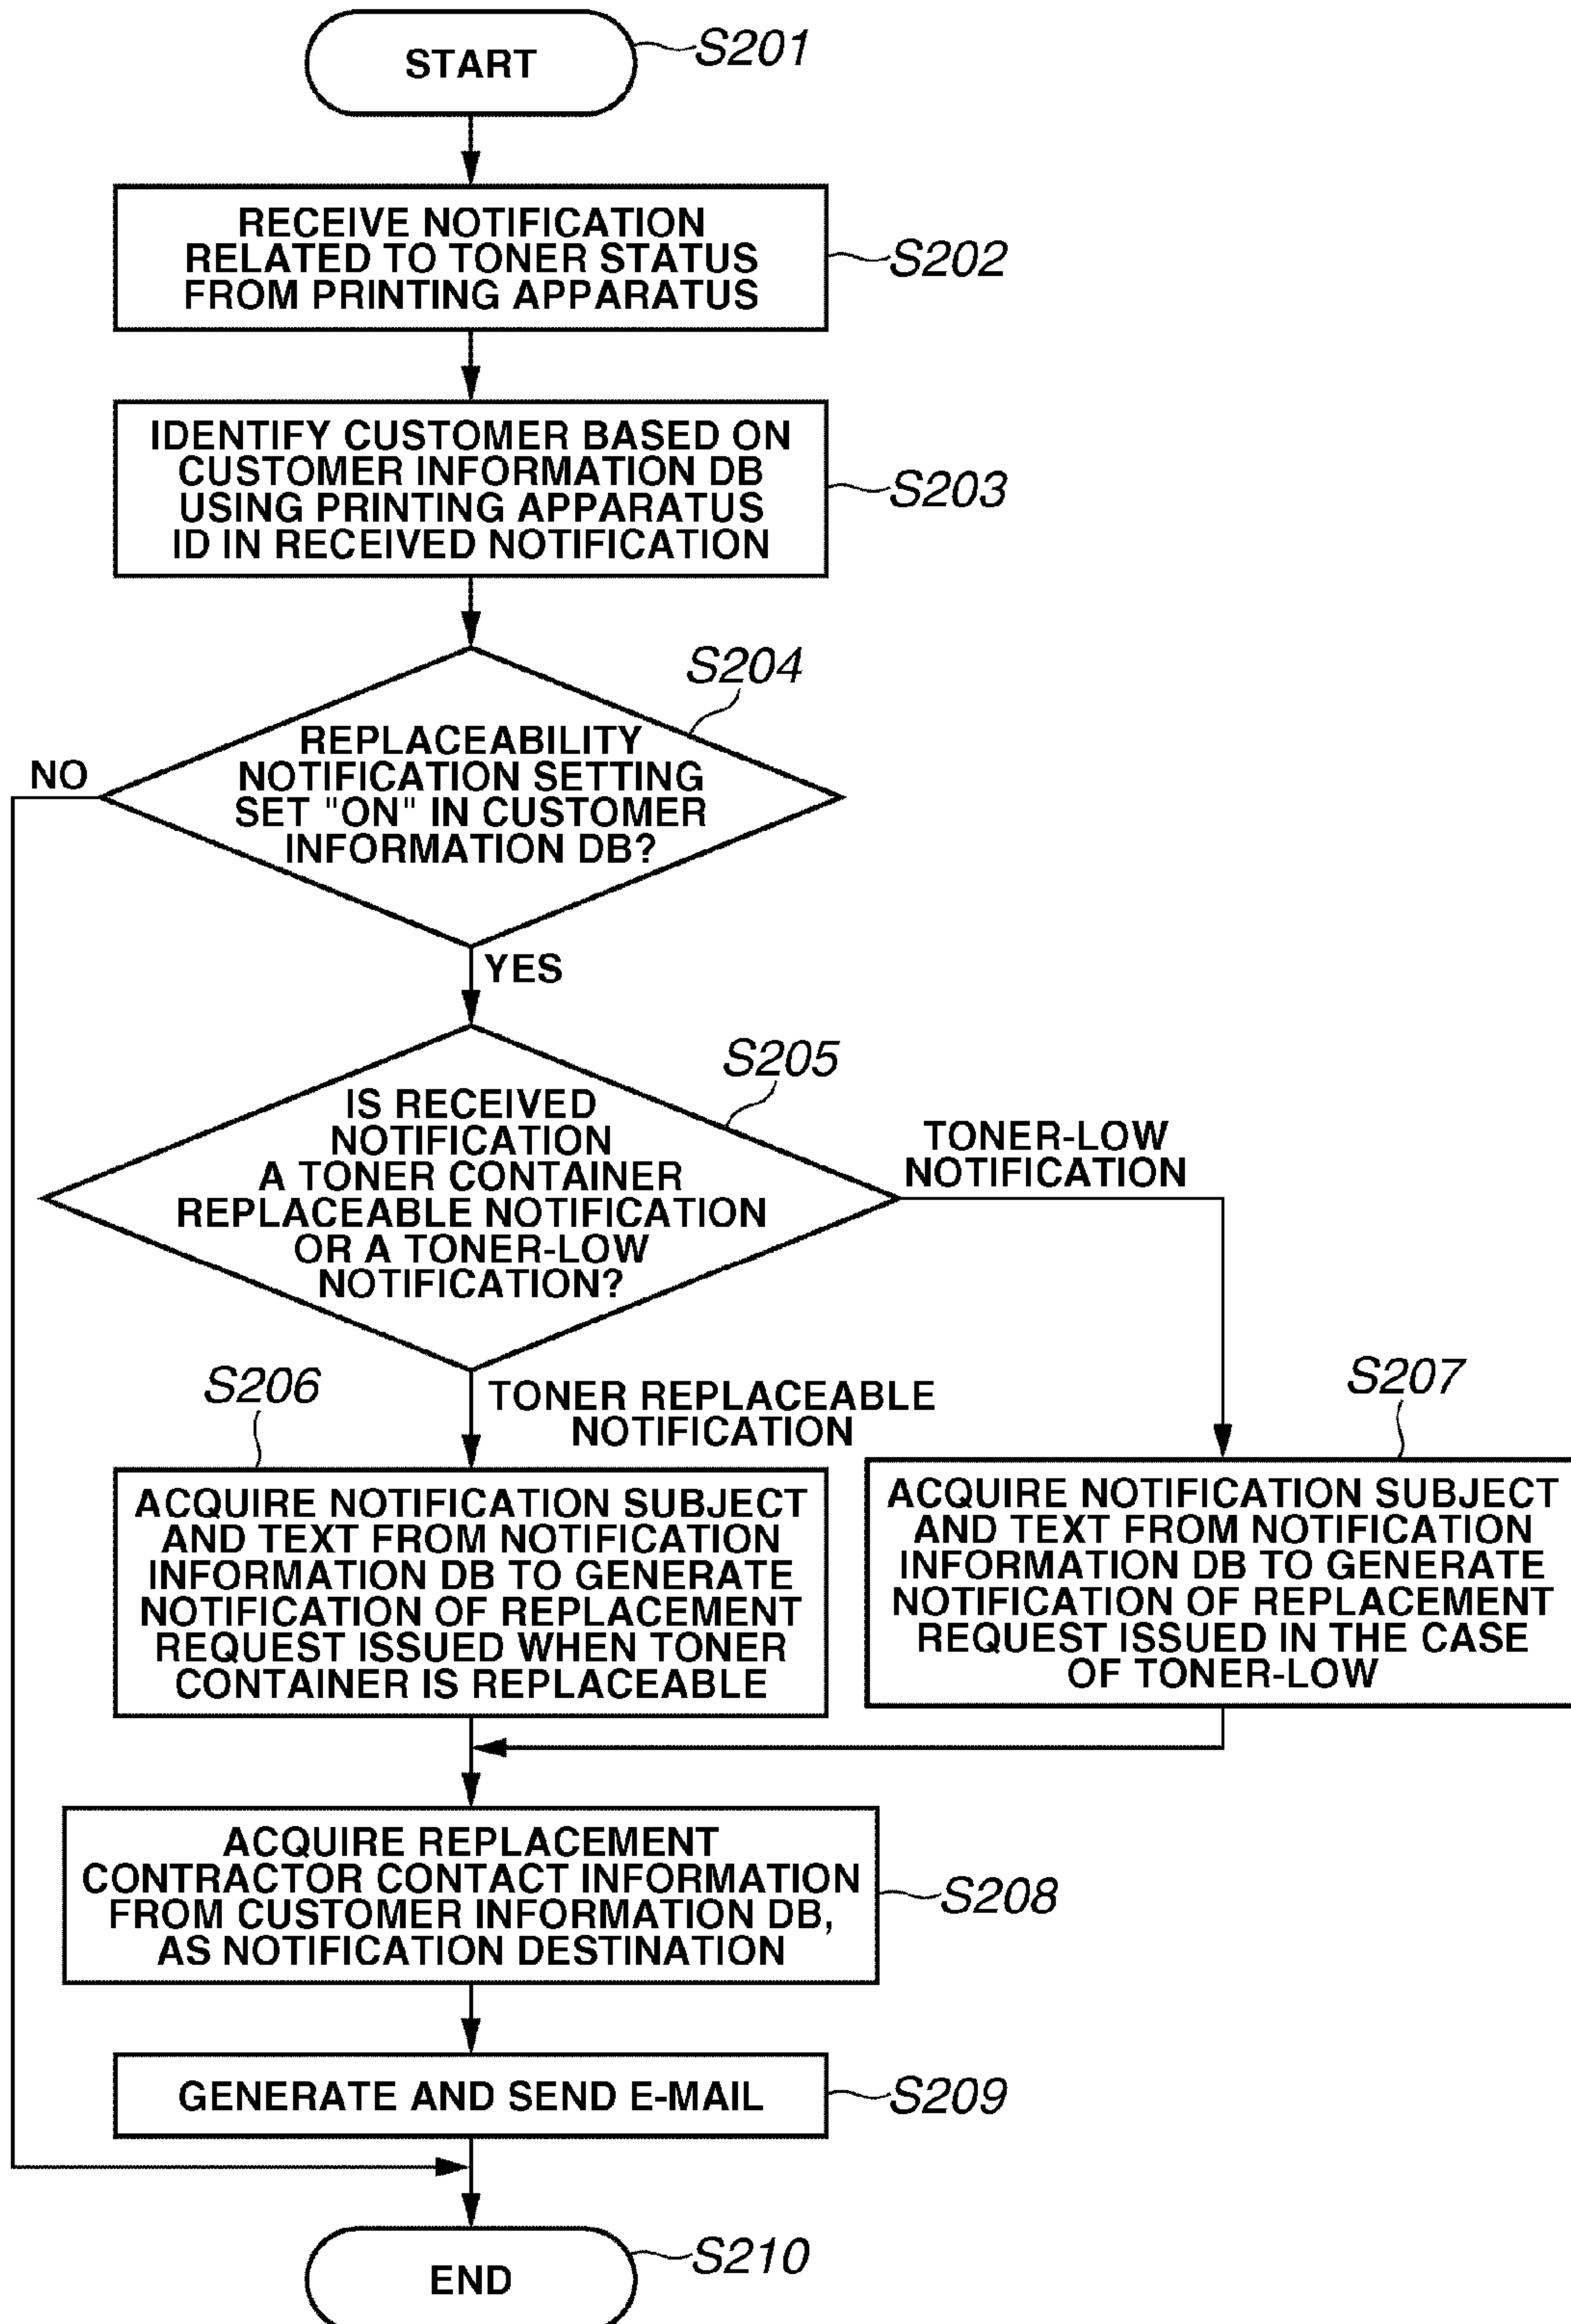 START
S201
RECEIVE NOTIFICATION
RELATED TO TONER STATUS
FROM PRINTING APPARATUS
S202
IDENTIFY CUSTOMER BASED ON
CUSTOMER INFORMATION DB
USING PRINTING APPARATUS
ID IN RECEIVED NOTIFICATION
S203
S204
REPLACEABILITY
NOTIFICATION SETTING
SET "ON" IN CUSTOMER
INFORMATION DB?
NO
YES
S205
IS RECEIVED
NOTIFICATION
A TONER CONTAINER
REPLACEABLE NOTIFICATION
OR A TONER-LOW
NOTIFICATION?
TONER-LOW
NOTIFICATION
TONER REPLACEABLE
NOTIFICATION
S206
ACQUIRE NOTIFICATION SUBJECT
AND TEXT FROM NOTIFICATION
INFORMATION DB TO GENERATE
NOTIFICATION OF REPLACEMENT
REQUEST ISSUED WHEN TONER
CONTAINER IS REPLACEABLE
S207
ACQUIRE NOTIFICATION SUBJECT
AND TEXT FROM NOTIFICATION
INFORMATION DB TO GENERATE
NOTIFICATION OF REPLACEMENT
REQUEST ISSUED IN THE CASE
OF TONER-LOW
ACQUIRE REPLACEMENT
CONTRACTOR CONTACT INFORMATION
FROM CUSTOMER INFORMATION DB,
AS NOTIFICATION DESTINATION
S208
GENERATE AND SEND E-MAIL
S209
END
S210